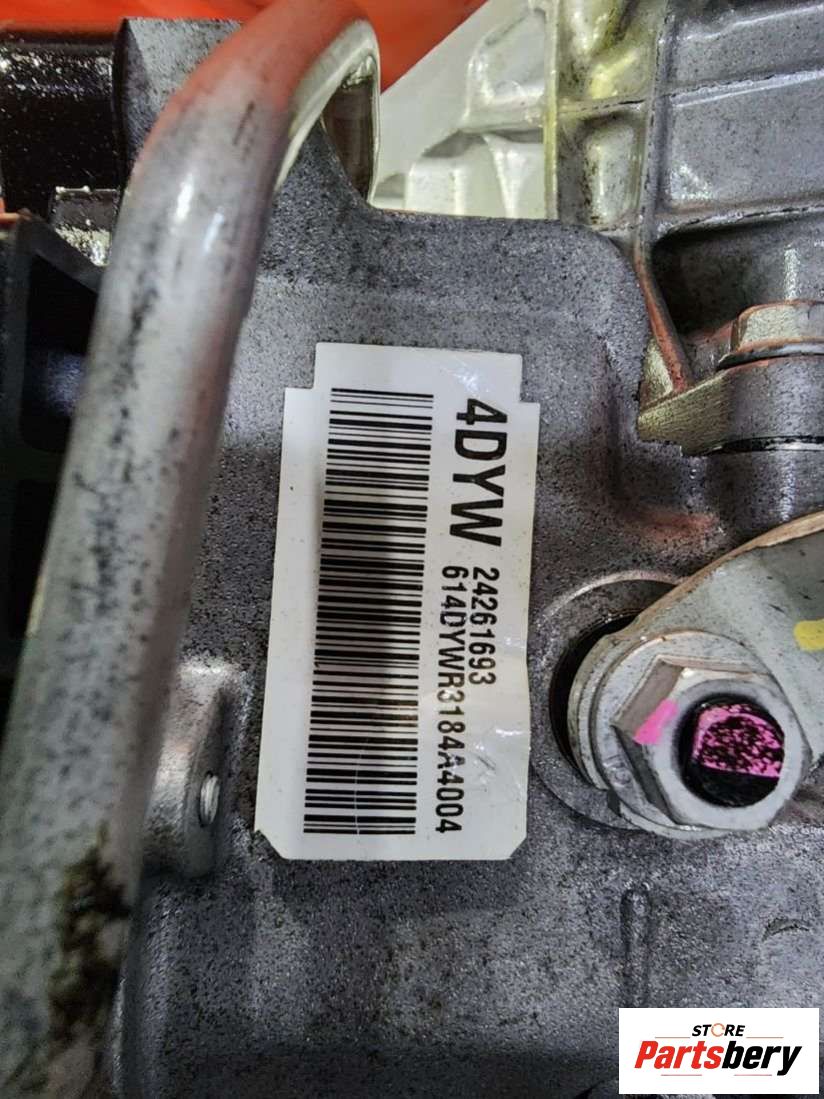 4DYW
24261693
614DYWR3184A4004
STORE
Partsbery